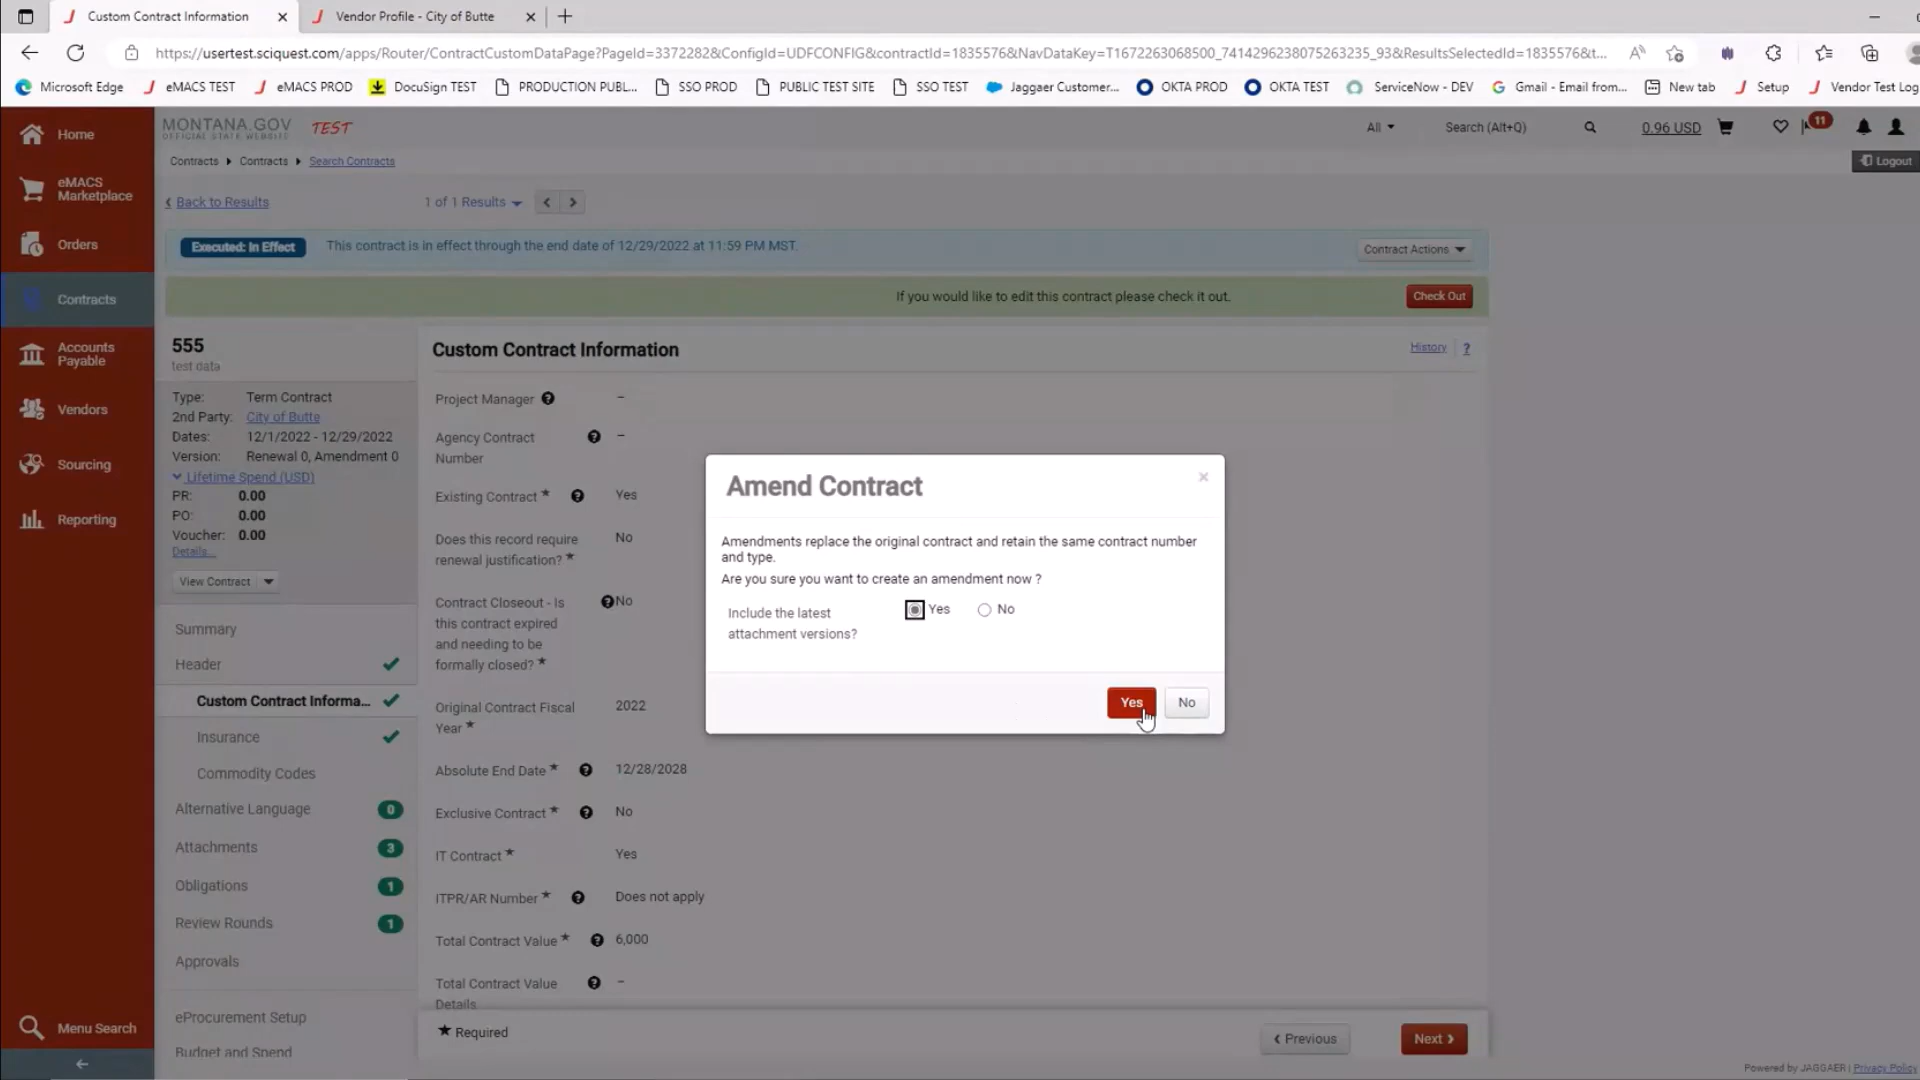 Custom Contract Information
Vendor Profile - City of Butte
https://usertest.sciquest.com/apps/Router/ContractCustomDataPage?PageId=3372282&ConfigId=UDFCONFIG&contractId=1835576&NavDataKey=T1672263068500_7414296238075263235_93&ResultsSelectedId=1835576&t...
Microsoft Edge
eMACS TEST
eMACS PROD
DocuSign TEST
PRODUCTION PUBL...
SSO PROD
PUBLIC TEST SITE
SSO TEST
Jaggaer Customer...
OKTA PROD
OKTA TEST
ServiceNow - DEV
Gmail - Email from...
New tab
Setup
Vendor Test Log
Home
eMACS
Marketplace
Orders
Contracts
Accounts
Payable
Vendors
Sourcing
Reporting
Menu Search
MONTANA.GOV
OFFICIAL STATE WEBSITE
TEST
All
Search (Alt+Q)
0.96 USD
11
Contracts
Contracts
Search Contracts
Logout
Back to Results
1 of 1 Results
Executed: In Effect
This contract is in effect through the end date of 12/29/2022 at 11:59 PM MST.
Contract Actions
If you would like to edit this contract please check it out.
Check Out
555
test data
Type: Term Contract
2nd Party: City of Butte
Dates: 12/1/2022 - 12/29/2022
Version: Renewal 0, Amendment 0
Lifetime Spend (USD)
PR: 0.00
PO: 0.00
Voucher: 0.00
Details...
View Contract
Summary
Header
Custom Contract Informa...
Insurance
Commodity Codes
Alternative Language 0
Attachments 3
Obligations 1
Review Rounds 1
Approvals
eProcurement Setup
Budget and Spend
Custom Contract Information
History
?
Project Manager ? –
Agency Contract
Number ? –
Existing Contract * ? Yes
Does this record require
renewal justification? * No
Contract Closeout - Is
this contract expired
and needing to be
formally closed? * ? No
Original Contract Fiscal
Year * 2022
Absolute End Date * ? 12/28/2028
Exclusive Contract * ? No
IT Contract * Yes
ITPR/AR Number * ? Does not apply
Total Contract Value * ? 6,000
Total Contract Value
Details ? –
★ Required
Previous
Next
Amend Contract
×
Amendments replace the original contract and retain the same contract number
and type.
Are you sure you want to create an amendment now ?
Include the latest
attachment versions?
Yes
No
Yes
No
Powered by JAGGAER | Privacy Policy